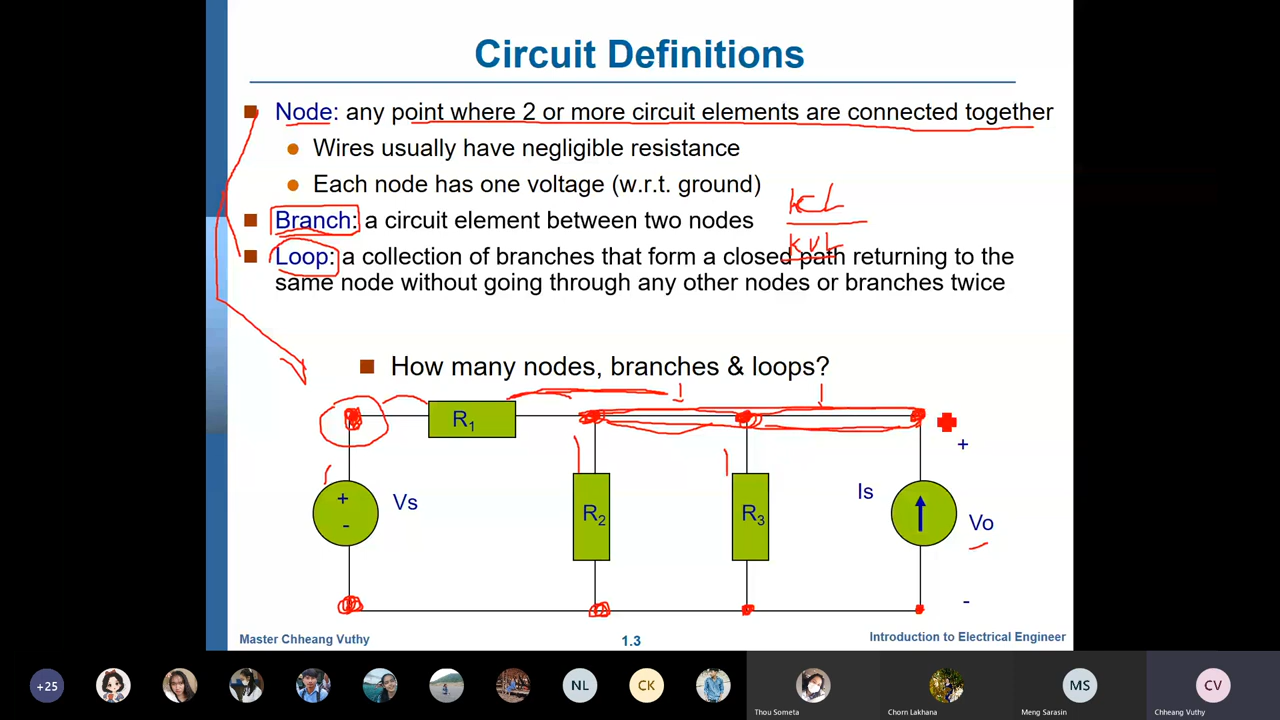 Circuit Definitions
Node: any point where 2 or more circuit elements are connected together
Wires usually have negligible resistance
Each node has one voltage (w.r.t. ground)
KCL
Branch: a circuit element between two nodes
KVL
Loop: a collection of branches that form a closed path returning to the
same node without going through any other nodes or branches twice
How many nodes, branches & loops?
R1
+
+
-
Vs
R2
R3
Is
Vo
-
Master Chheang Vuthy
1.3
Introduction to Electrical Engineer
+25
NL
CK
MS
CV
Thou Someta
Chorn Lakhana
Meng Sarasin
Chheang Vuthy